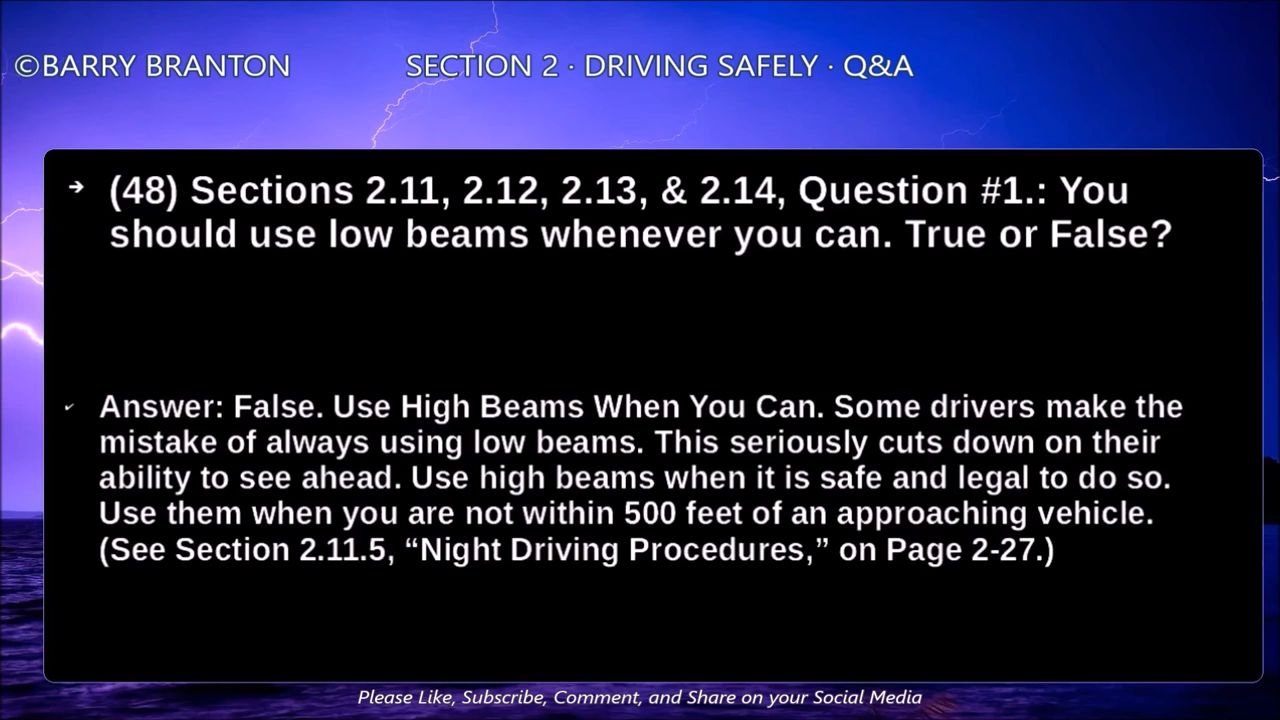 ©BARRY BRANTON
SECTION 2 · DRIVING SAFELY · Q&A
➔ (48) Sections 2.11, 2.12, 2.13, & 2.14, Question #1.: You
should use low beams whenever you can. True or False?
✓ Answer: False. Use High Beams When You Can. Some drivers make the
mistake of always using low beams. This seriously cuts down on their
ability to see ahead. Use high beams when it is safe and legal to do so.
Use them when you are not within 500 feet of an approaching vehicle.
(See Section 2.11.5, “Night Driving Procedures,” on Page 2-27.)
Please Like, Subscribe, Comment, and Share on your Social Media